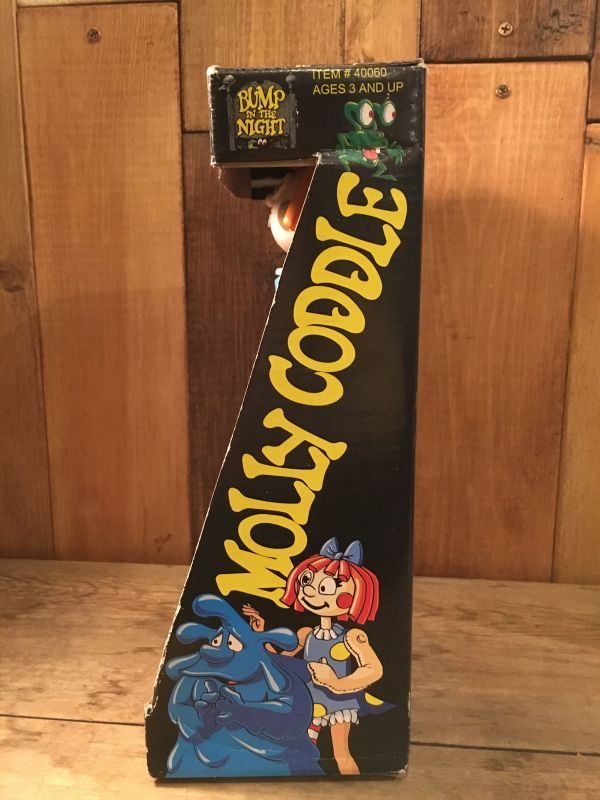 ITEM # 40060
AGES 3 AND UP
BUMP
IN THE
NIGHT
MOLLY CODDLE